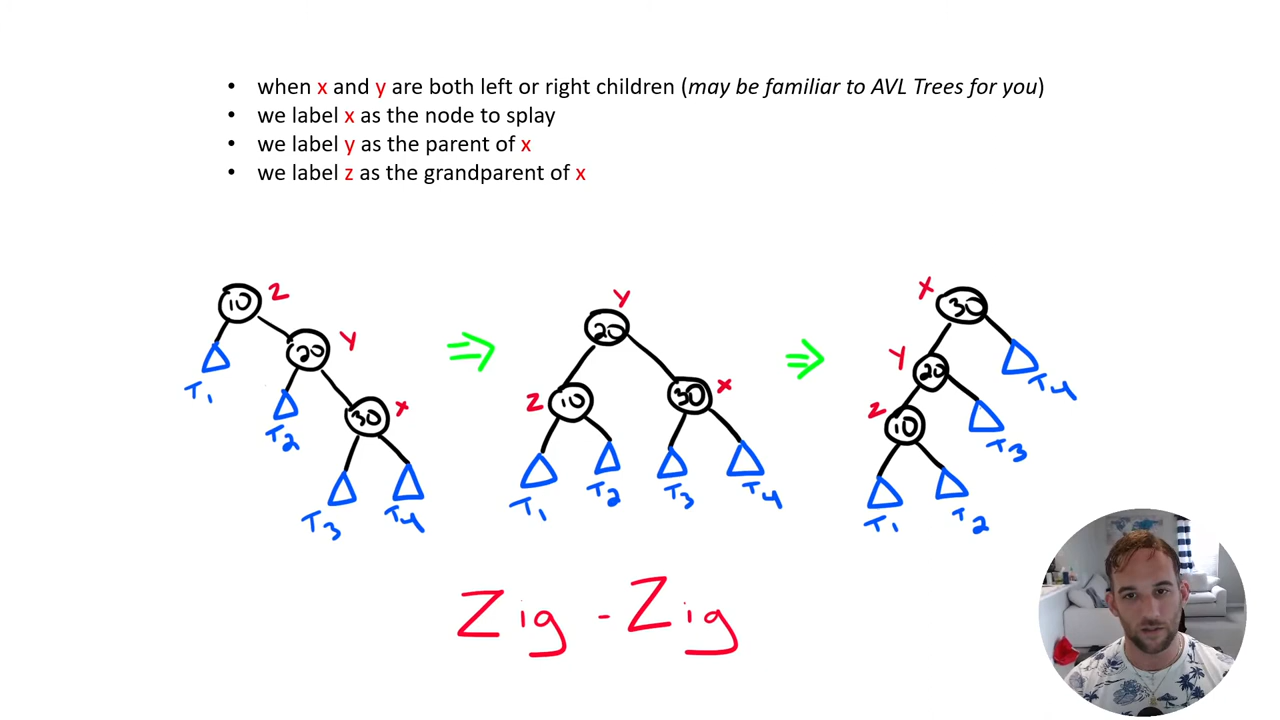 • when x and y are both left or right children (may be familiar to AVL Trees for you)
• we label x as the node to splay
• we label y as the parent of x
• we label z as the grandparent of x
10 z
20 y
30 x
T1
T2
T3 T4
⇒
y
20
z 10
30 x
T1 T2 T3 T4
⇒
x 30
y 20
z 10
T4
T3
T1 T2
Zig - Zig